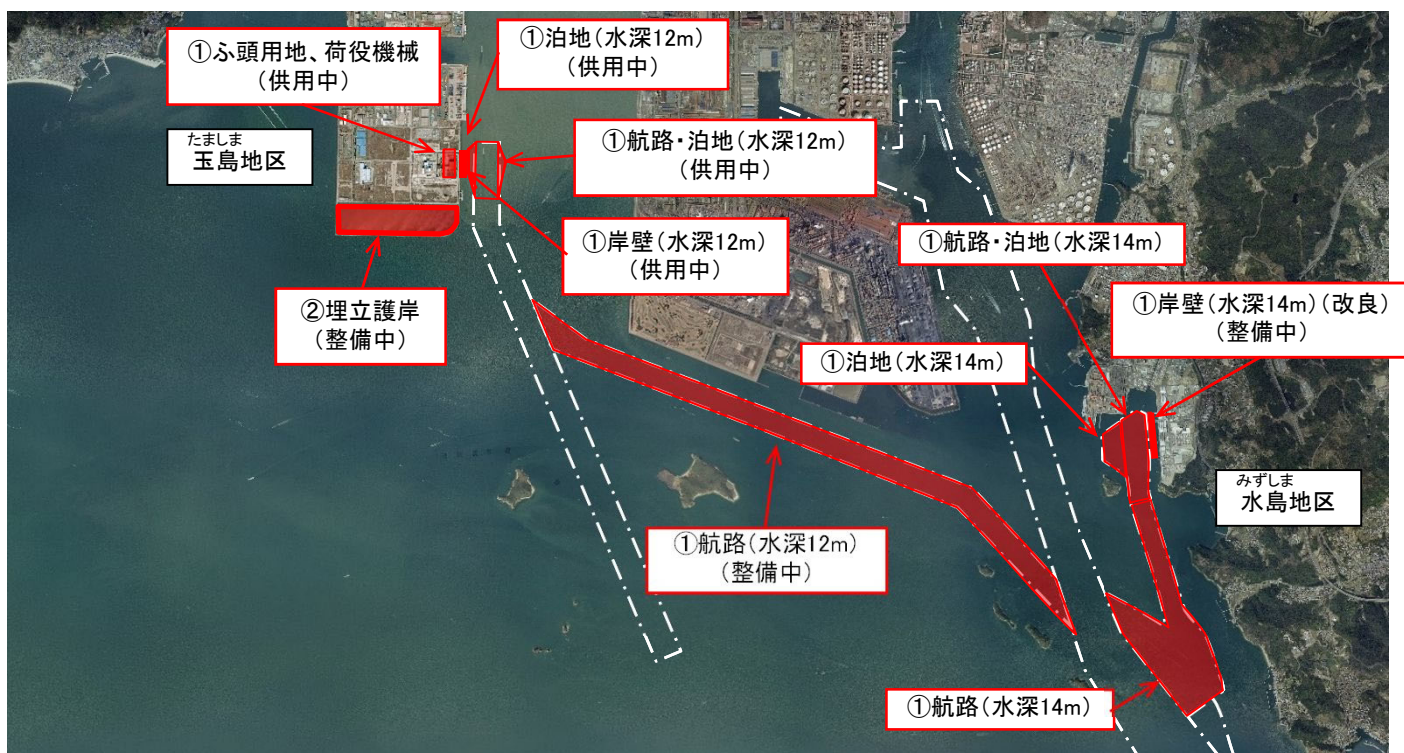 ①ふ頭用地、荷役機械
(供用中)
①泊地(水深12m)
(供用中)
たましま
玉島地区
①航路・泊地(水深12m)
(供用中)
①岸壁(水深12m)
(供用中)
①航路・泊地(水深14m)
②埋立護岸
(整備中)
①岸壁(水深14m)(改良)
(整備中)
①泊地(水深14m)
みずしま
水島地区
①航路(水深12m)
(整備中)
①航路(水深14m)